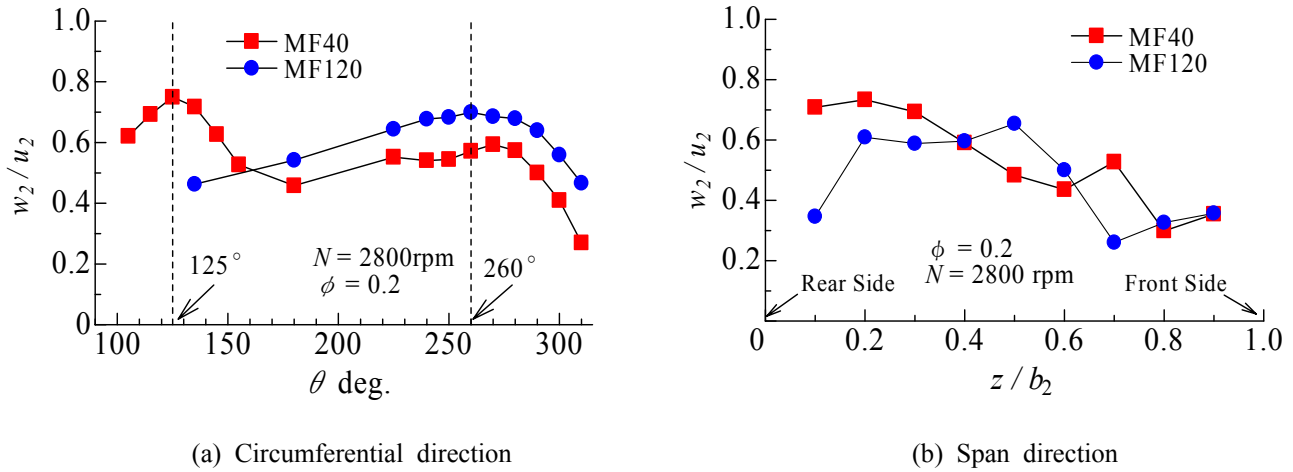 1.0
0.8
0.6
0.4
0.2
0
w₂/u₂
MF40
MF120
125°
N = 2800rpm
ϕ = 0.2
260°
100 150 200 250 300
θ deg.
(a) Circumferential direction
1.0
0.8
0.6
0.4
0.2
w₂/u₂
MF40
MF120
ϕ = 0.2
N = 2800 rpm
Rear Side
Front Side
0 0.2 0.4 0.6 0.8 1.0
z / b₂
(b) Span direction